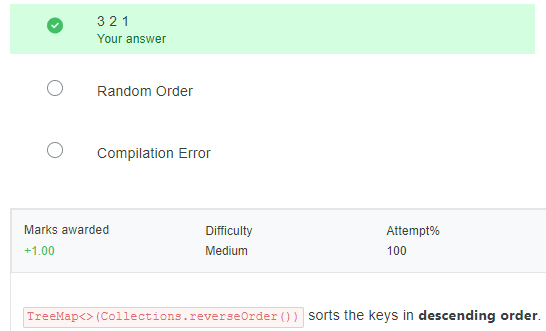 3 2 1
Your answer
Random Order
Compilation Error
Marks awarded Difficulty Attempt%
+1.00 Medium 100
TreeMap<>(Collections.reverseOrder()) sorts the keys in descending order.